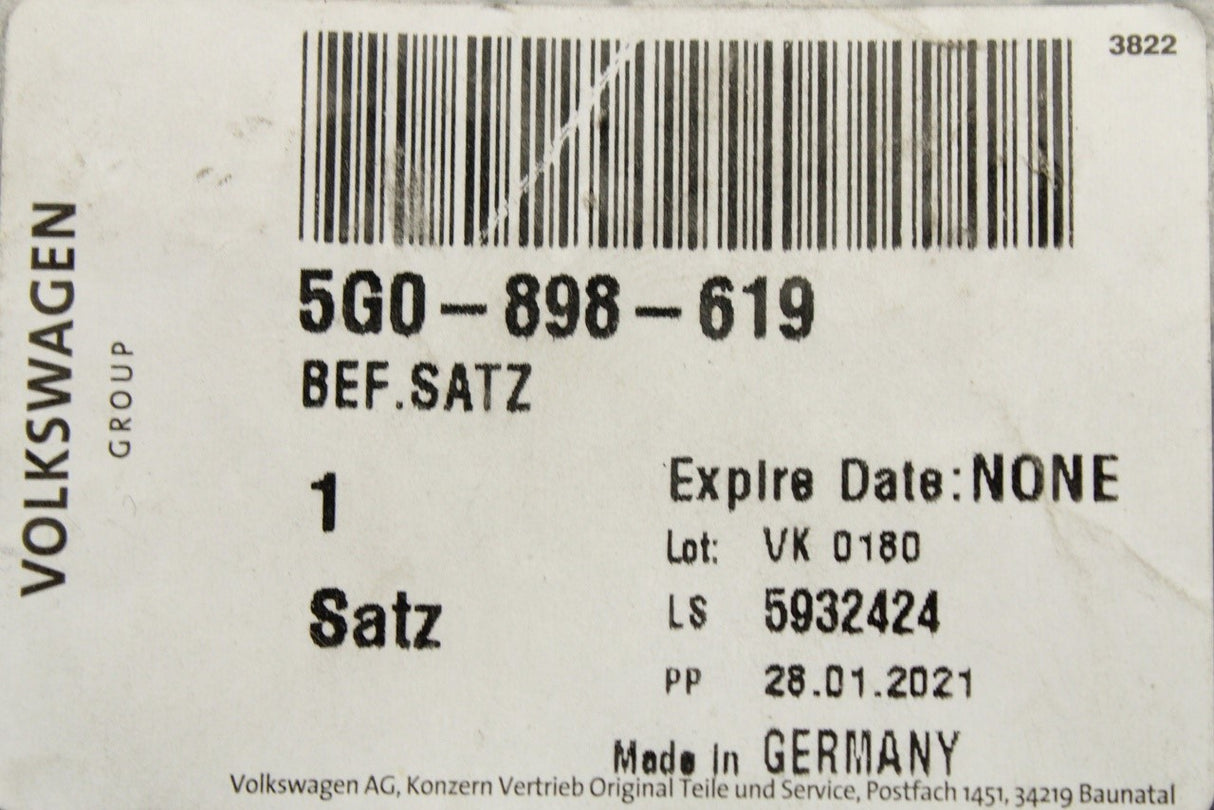 3822
VOLKSWAGEN
GROUP
5G0-898-619
BEF.SATZ
1
Satz
Expire Date:NONE
Lot: VK 0180
LS 5932424
PP 28.01.2021
Made In GERMANY
Volkswagen AG, Konzern Vertrieb Original Teile und Service, Postfach 1451, 34219 Baunatal